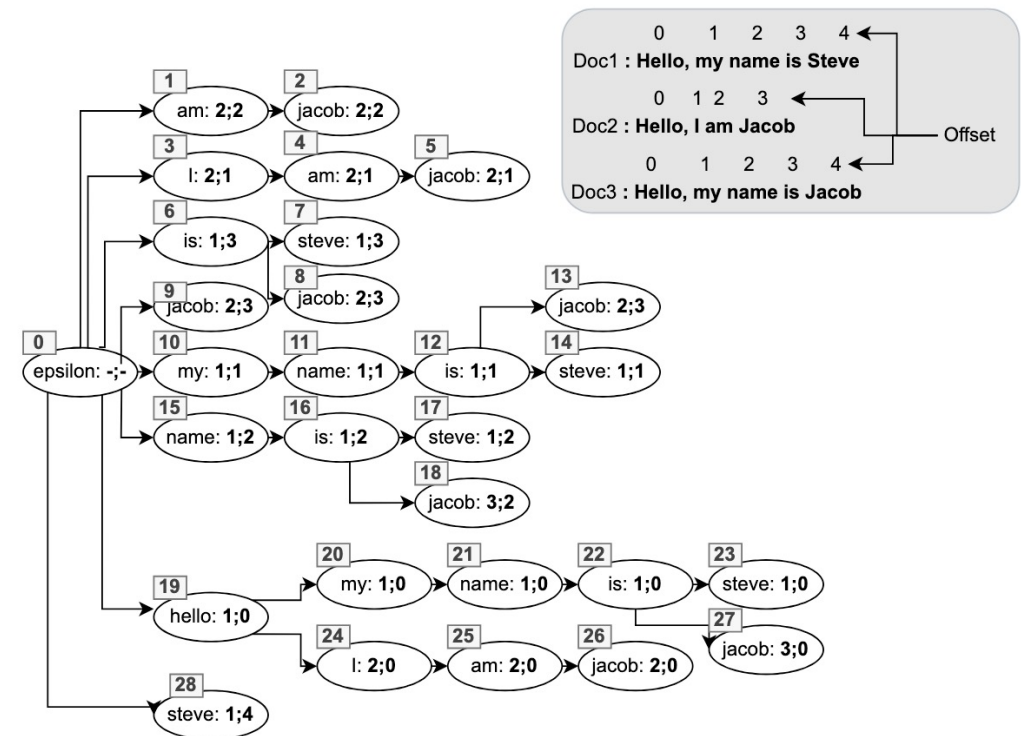 0 1 2 3 4
Doc1 : Hello, my name is Steve
0 1 2 3
Doc2 : Hello, I am Jacob
Offset
0 1 2 3 4
Doc3 : Hello, my name is Jacob
1 2
am: 2;2 jacob: 2;2
3 4 5
I: 2;1 am: 2;1 jacob: 2;1
6 7
is: 1;3 steve: 1;3
8
jacob: 2;3
9
jacob: 2;3
13
jacob: 2;3
0 10 11 12 14
epsilon: -;- my: 1;1 name: 1;1 is: 1;1 steve: 1;1
15 16 17
name: 1;2 is: 1;2 steve: 1;2
18
jacob: 3;2
20 21 22 23
my: 1;0 name: 1;0 is: 1;0 steve: 1;0
19
hello: 1;0
27
jacob: 3;0
24 25 26
I: 2;0 am: 2;0 jacob: 2;0
28
steve: 1;4